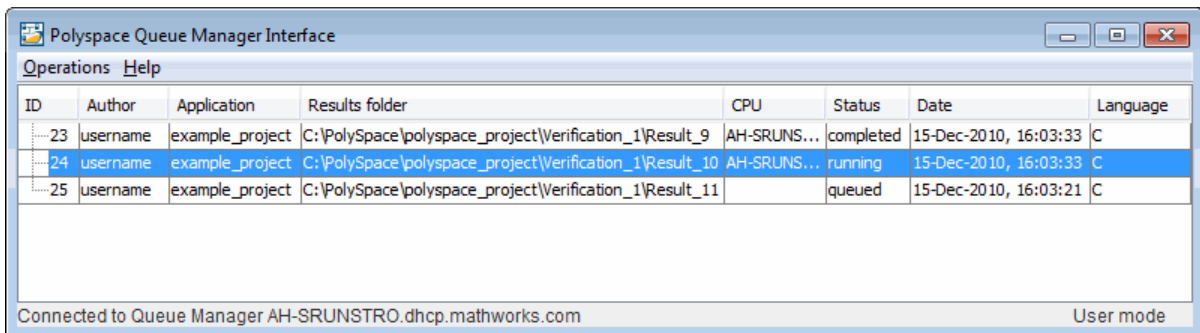 Polyspace Queue Manager Interface
Operations Help
ID Author Application Results folder CPU Status Date Language
23 username example_project C:\PolySpace\polyspace_project\Verification_1\Result_9 AH-SRUNS... completed 15-Dec-2010, 16:03:33 C
24 username example_project C:\PolySpace\polyspace_project\Verification_1\Result_10 AH-SRUNS... running 15-Dec-2010, 16:03:33 C
25 username example_project C:\PolySpace\polyspace_project\Verification_1\Result_11 queued 15-Dec-2010, 16:03:21 C
Connected to Queue Manager AH-SRUNSTRO.dhcp.mathworks.com User mode